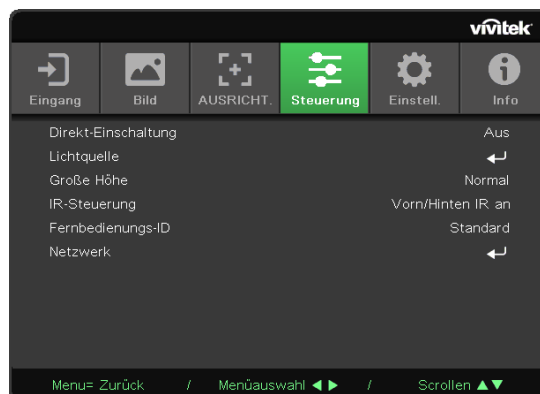 vivitek
Eingang Bild AUSRICHT. Steuerung Einstell. Info
Direkt-Einschaltung Aus
Lichtquelle
Große Höhe Normal
IR-Steuerung Vorn/Hinten IR an
Fernbedienungs-ID Standard
Netzwerk
Menu= Zurück / Menüauswahl ◀ ▶ / Scrollen ▲▼